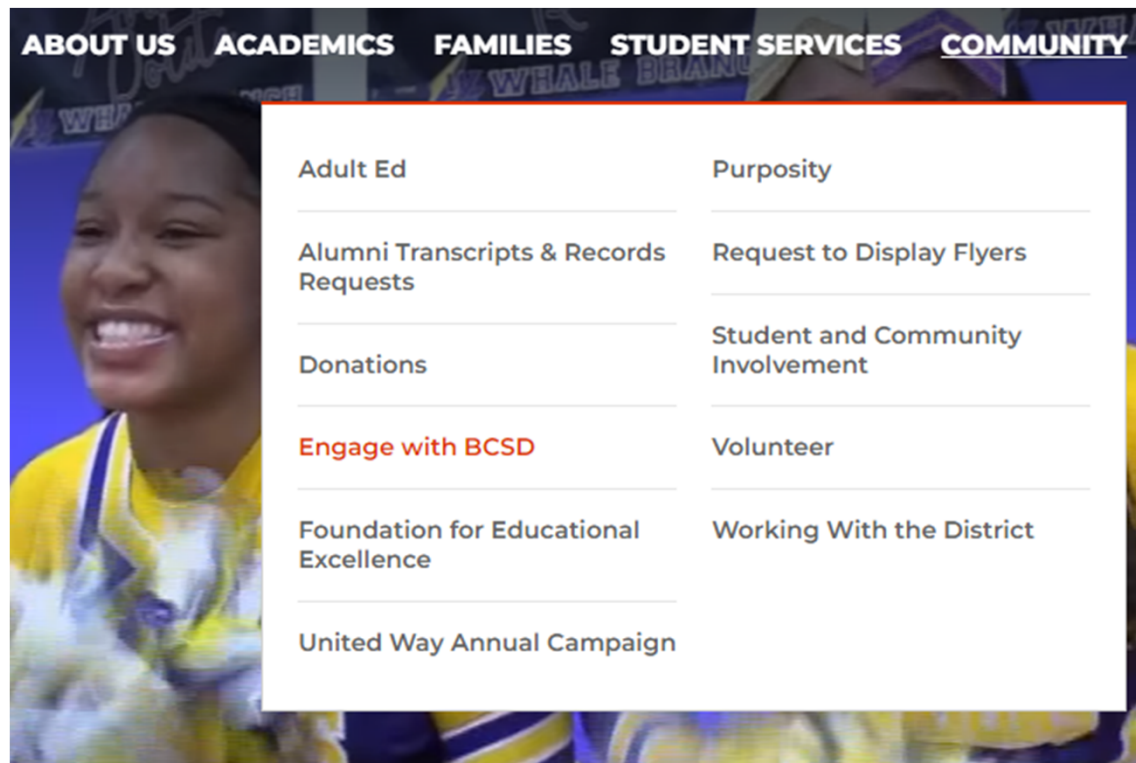 ABOUT US ACADEMICS FAMILIES STUDENT SERVICES COMMUNITY
WHALE BRANC
Adult Ed
Alumni Transcripts & Records
Requests
Donations
Engage with BCSD
Foundation for Educational
Excellence
United Way Annual Campaign
Purposity
Request to Display Flyers
Student and Community
Involvement
Volunteer
Working With the District